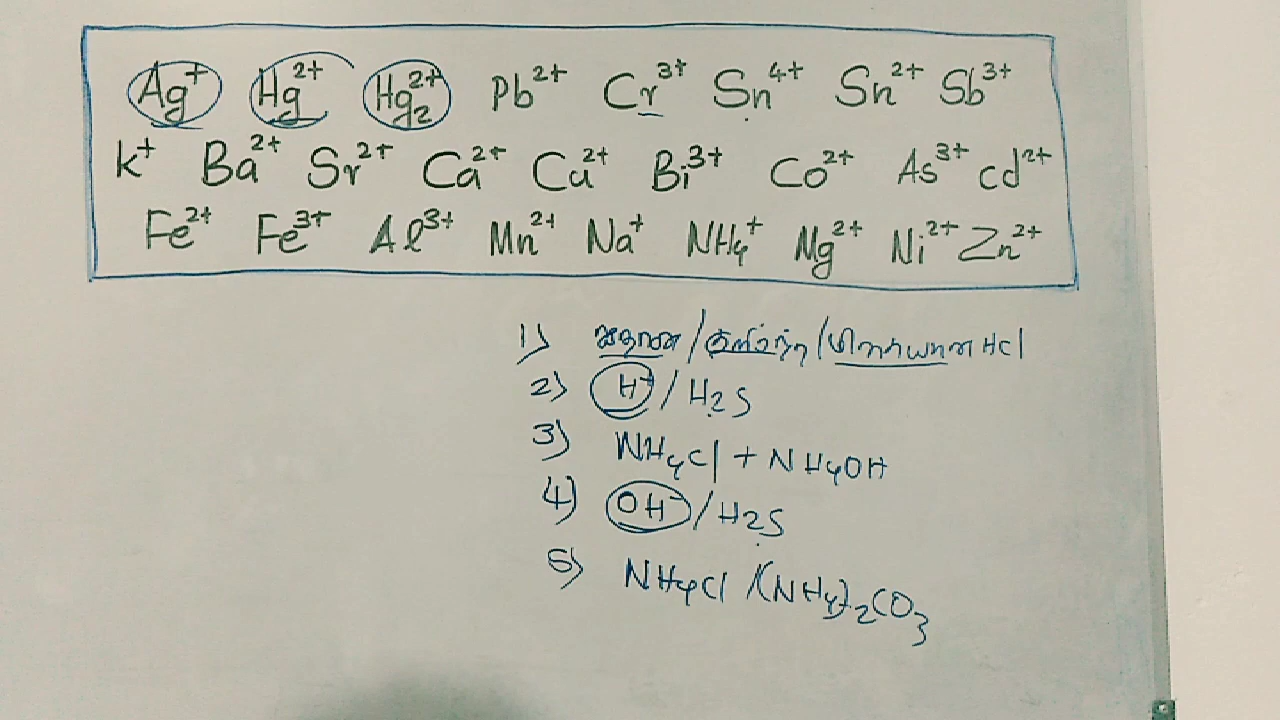 Ag⁺ Hg²⁺ Hg₂²⁺ Pb²⁺ Cr³⁺ Sn⁴⁺ Sn²⁺ Sb³⁺
K⁺ Ba²⁺ Sr²⁺ Ca²⁺ Cu²⁺ Bi³⁺ Co²⁺ As³⁺ cd²⁺
Fe²⁺ Fe³⁺ Al³⁺ Mn²⁺ Na⁺ NH₄⁺ Mg²⁺ Ni²⁺ Zn²⁺
1) / குளிர்ந்த / HCl
2) H⁺ / H₂S
3) NH₄Cl + NH₄OH
4) OH⁻ / H₂S
5) NH₄Cl / (NH₄)₂CO₃